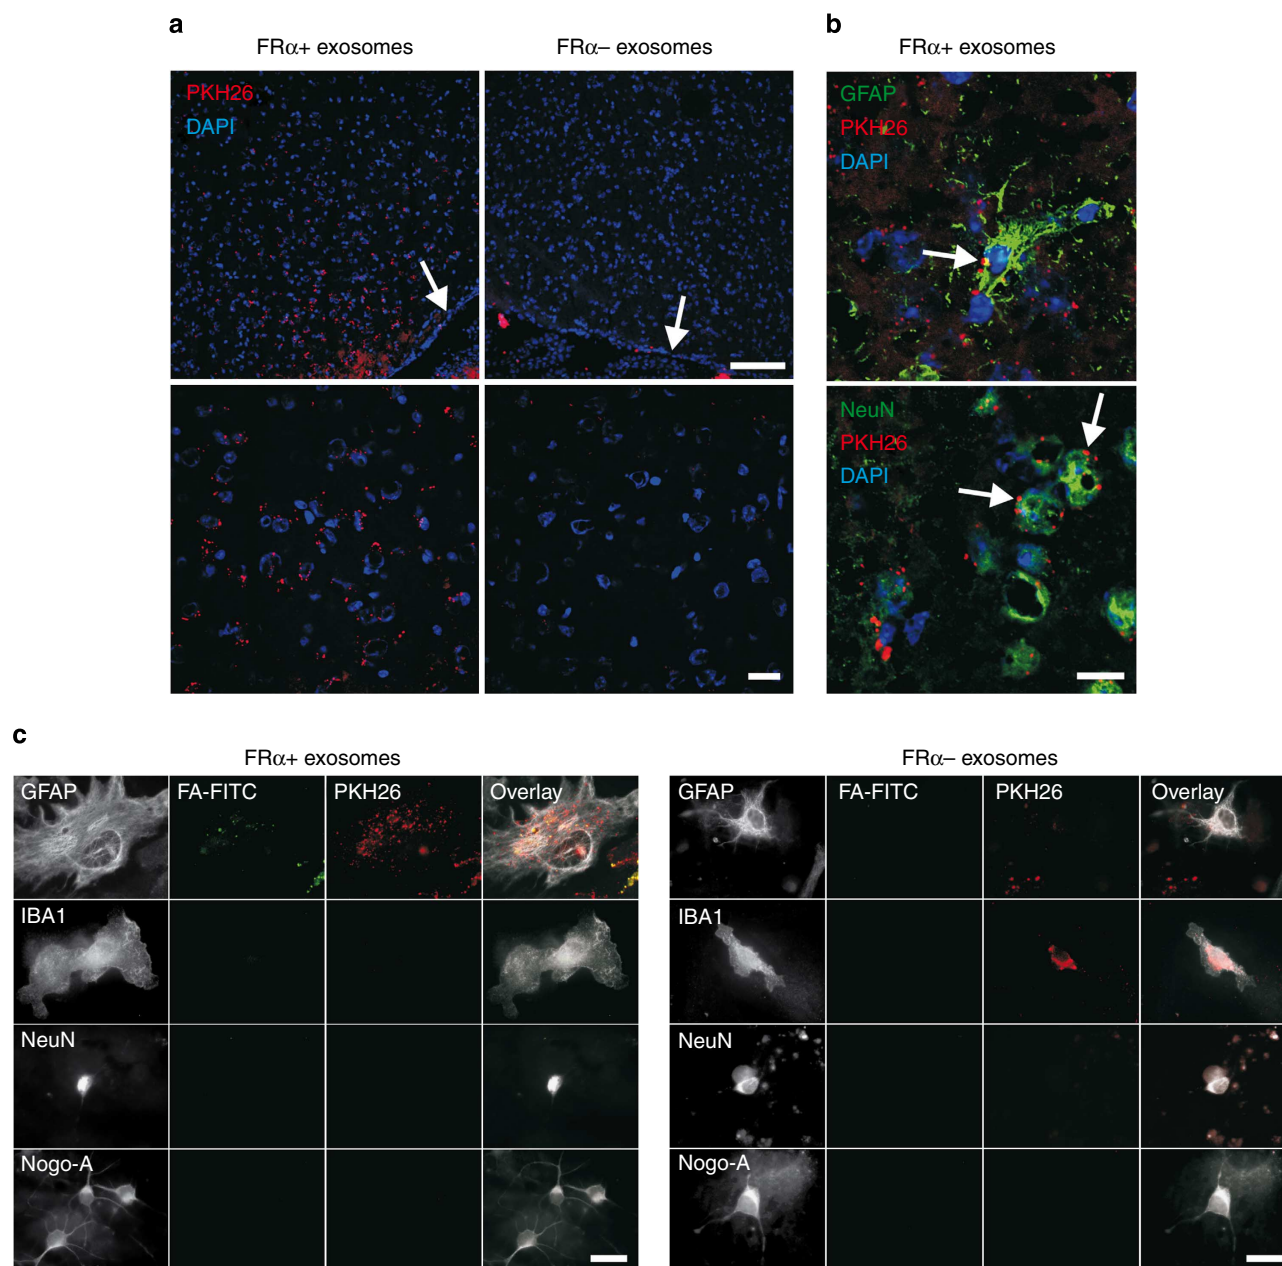 a
FRα+ exosomes
FRα– exosomes
PKH26
DAPI
b
FRα+ exosomes
GFAP
PKH26
DAPI
NeuN
PKH26
DAPI
c
FRα+ exosomes
FRα– exosomes
GFAP
FA-FITC
PKH26
Overlay
GFAP
FA-FITC
PKH26
Overlay
IBA1
IBA1
NeuN
NeuN
Nogo-A
Nogo-A